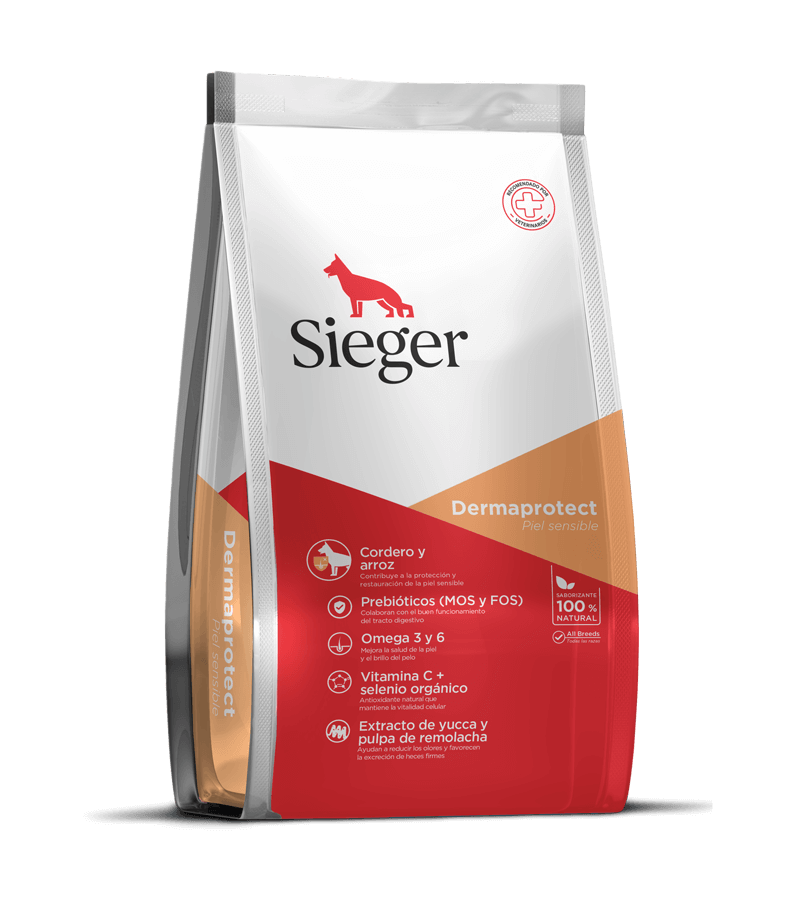 RECOMENDADO POR
VETERINARIOS
Sieger
Dermaprotect
Piel sensible
Cordero y
arroz
Contribuye a la protección y
restauración de la piel sensible
Prebióticos (MOS y FOS)
Colaboran con el buen funcionamiento
del tracto digestivo
Omega 3 y 6
Mejora la salud de la piel
y el brillo del pelo
Vitamina C +
selenio orgánico
Antioxidante natural que
mantiene la vitalidad celular
Extracto de yucca y
pulpa de remolacha
Ayudan a reducir los olores y favorecen
la excreción de heces firmes
SABORIZANTE
100 %
NATURAL
All Breeds
Todas las razas
Dermaprotect
Piel sensible